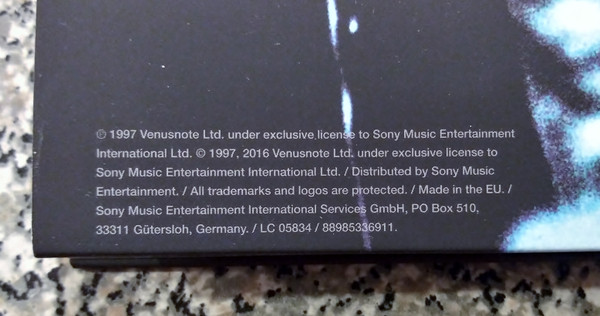 ℗ 1997 Venusnote Ltd. under exclusive license to Sony Music Entertainment
International Ltd. © 1997, 2016 Venusnote Ltd. under exclusive license to
Sony Music Entertainment International Ltd. / Distributed by Sony Music
Entertainment. / All trademarks and logos are protected. / Made in the EU. /
Sony Music Entertainment International Services GmbH, PO Box 510,
33311 Gütersloh, Germany. / LC 05834 / 88985336911.